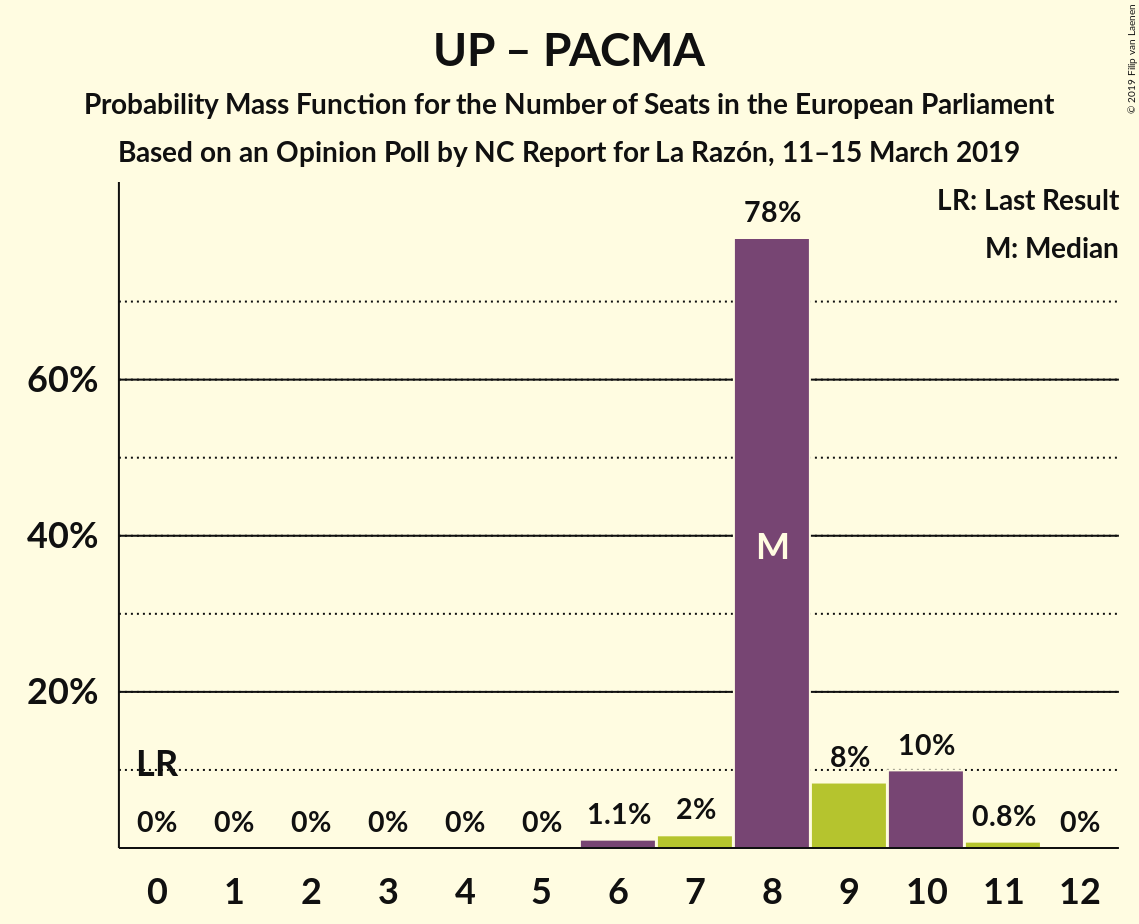 UP – PACMA
Probability Mass Function for the Number of Seats in the European Parliament
Based on an Opinion Poll by NC Report for La Razón, 11–15 March 2019
© 2019 Filip van Laenen
LR: Last Result
M: Median
78%
60%
40%
M
20%
LR
10%
8%
0% 0% 0% 0% 0% 0% 1.1% 2% 0.8% 0%
0 1 2 3 4 5 6 7 8 9 10 11 12